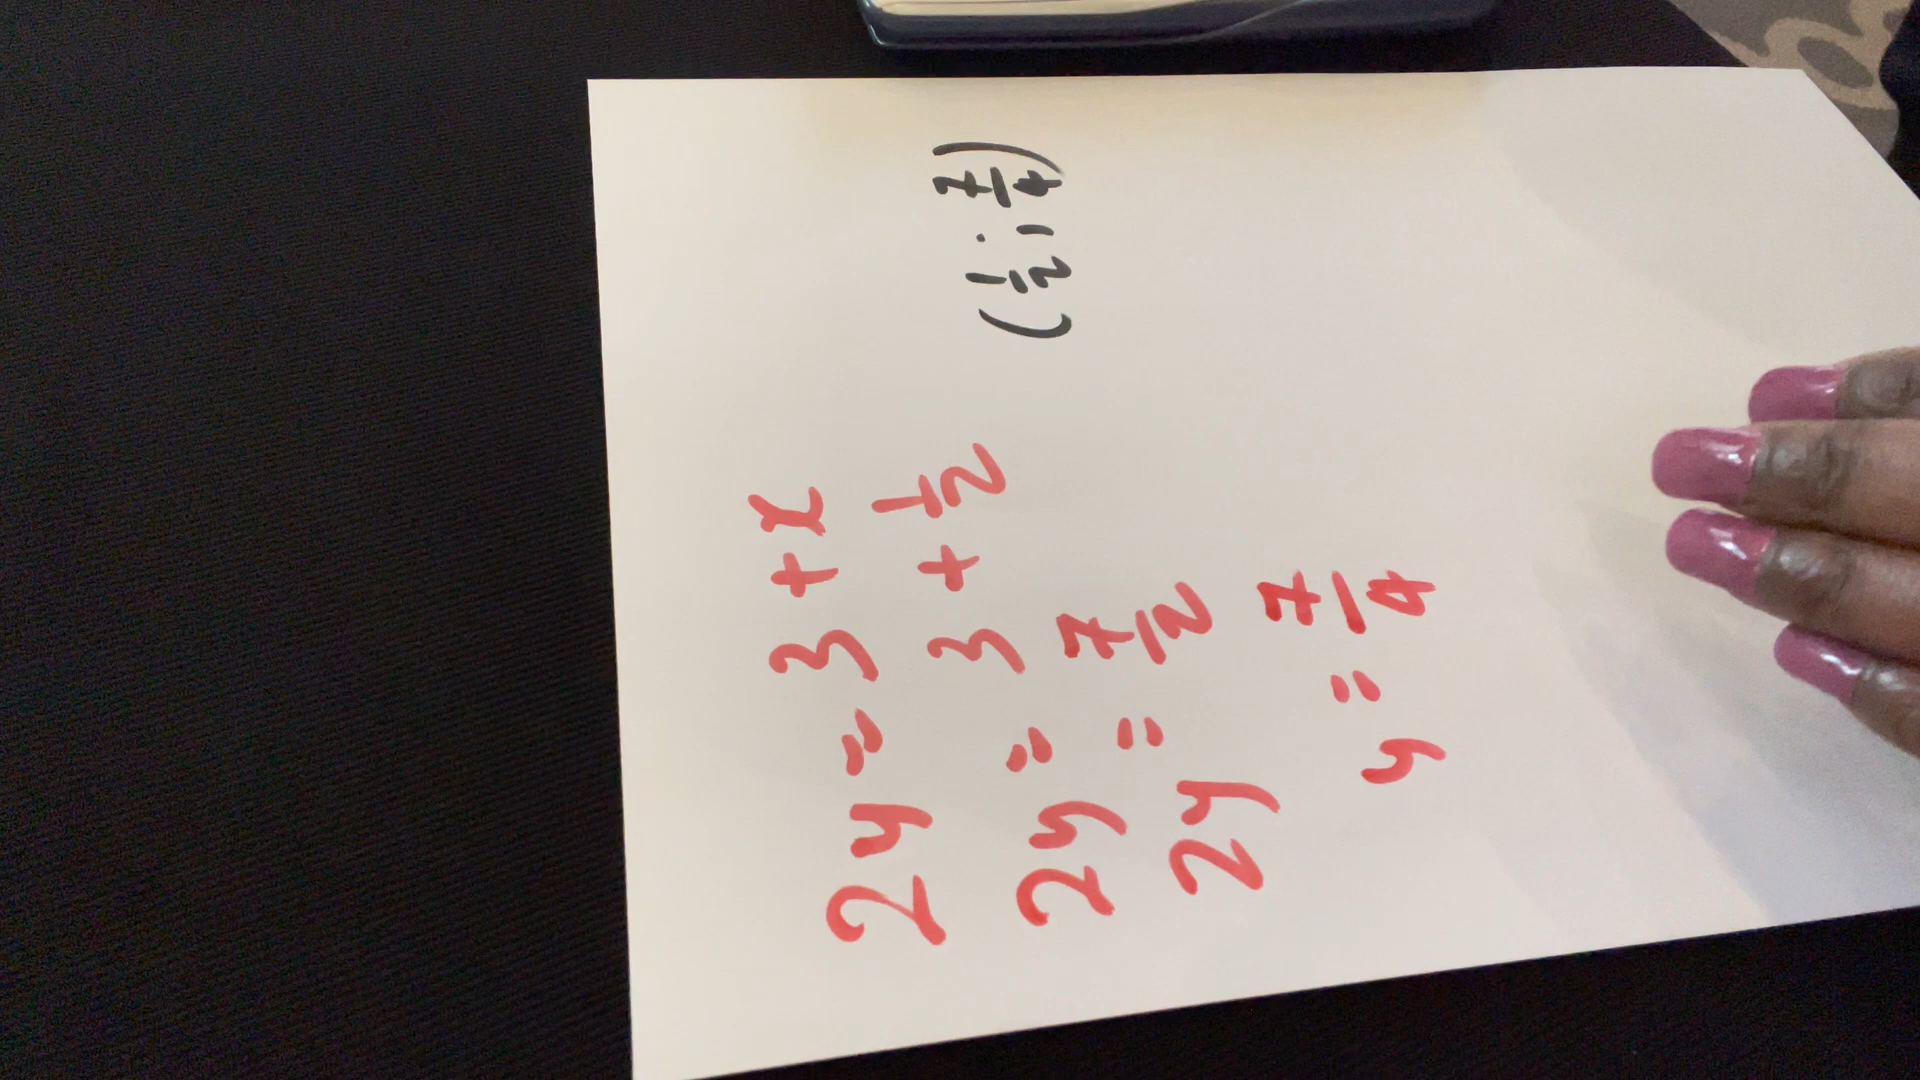 2y = 3 + x
2y = 3 + 1/2
(1/2 ; 7/4)
2y = 7/2
y = 7/4